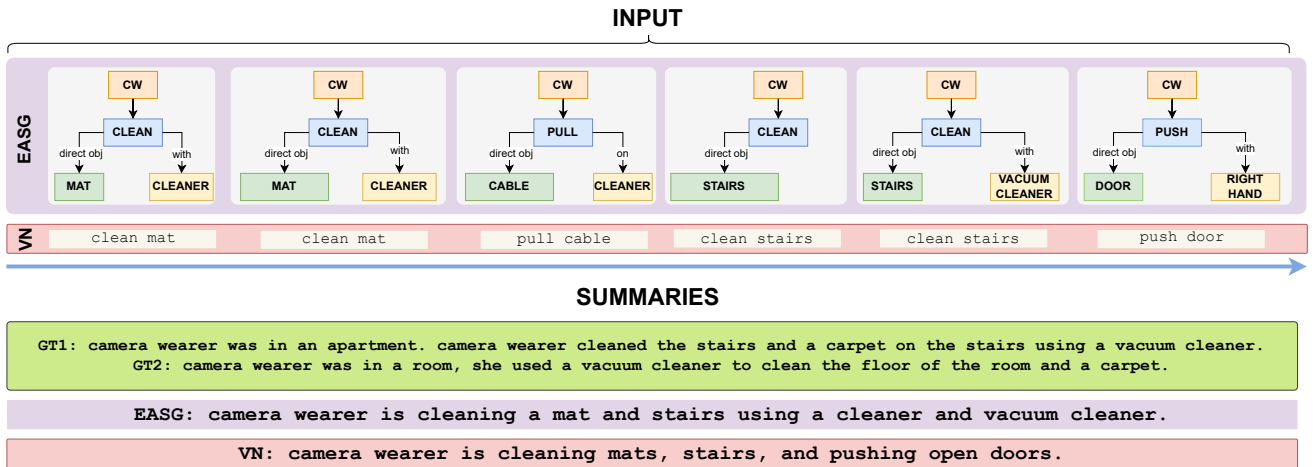 INPUT
EASG
CW CW CW CW CW CW
CLEAN CLEAN PULL CLEAN CLEAN PUSH
direct obj with direct obj with direct obj on direct obj direct obj with direct obj with
MAT CLEANER MAT CLEANER CABLE CLEANER STAIRS STAIRS VACUUM CLEANER DOOR RIGHT HAND
VN
clean mat clean mat pull cable clean stairs clean stairs push door
SUMMARIES
GT1: camera wearer was in an apartment. camera wearer cleaned the stairs and a carpet on the stairs using a vacuum cleaner.
GT2: camera wearer was in a room, she used a vacuum cleaner to clean the floor of the room and a carpet.
EASG: camera wearer is cleaning a mat and stairs using a cleaner and vacuum cleaner.
VN: camera wearer is cleaning mats, stairs, and pushing open doors.